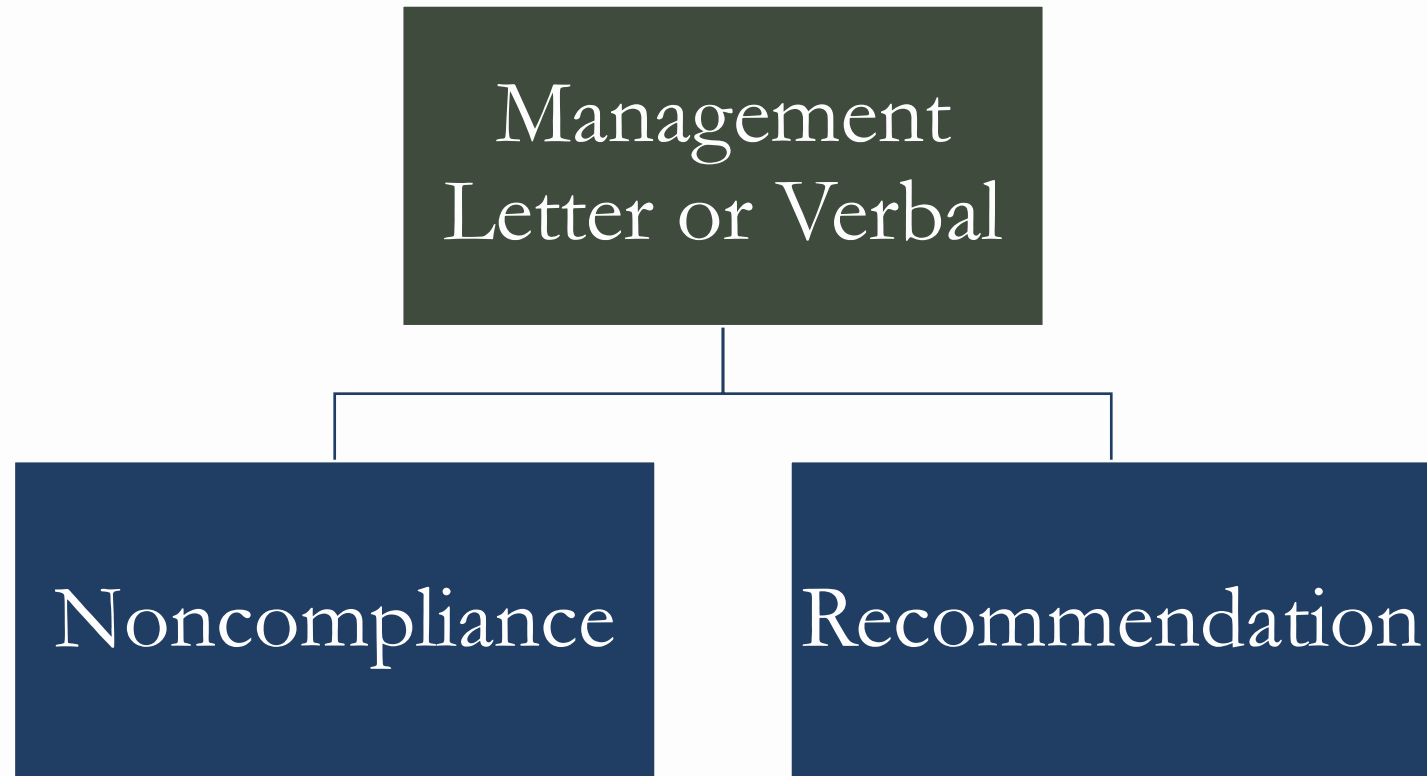 Management
Letter or Verbal
Noncompliance
Recommendation